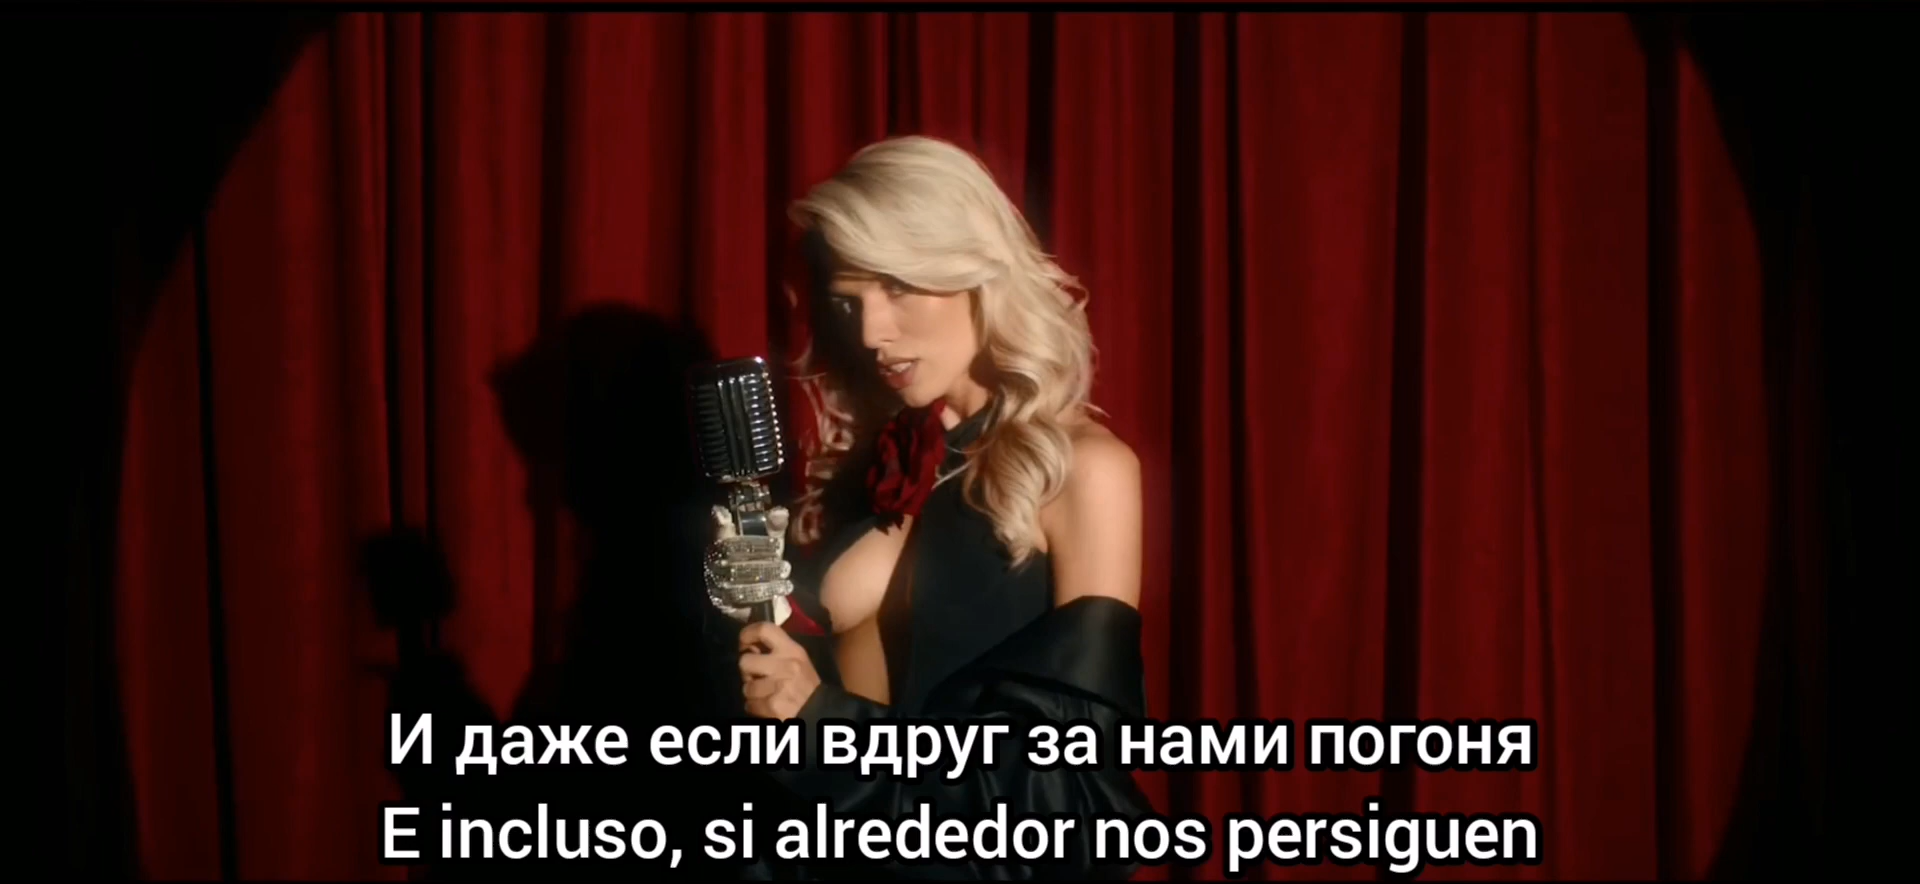 И даже если вдруг за нами погоня
E incluso, si alrededor nos persiguen